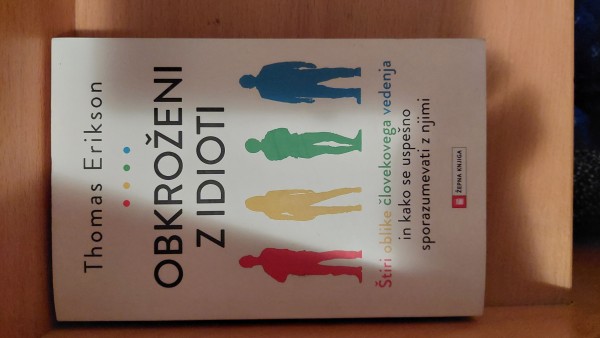 Thomas Erikson
OBKROŽENI
Z IDIOTI
Štiri oblike človekovega vedenja
in kako se uspešno
sporazumevati z njimi
ŽEPNA KNJIGA